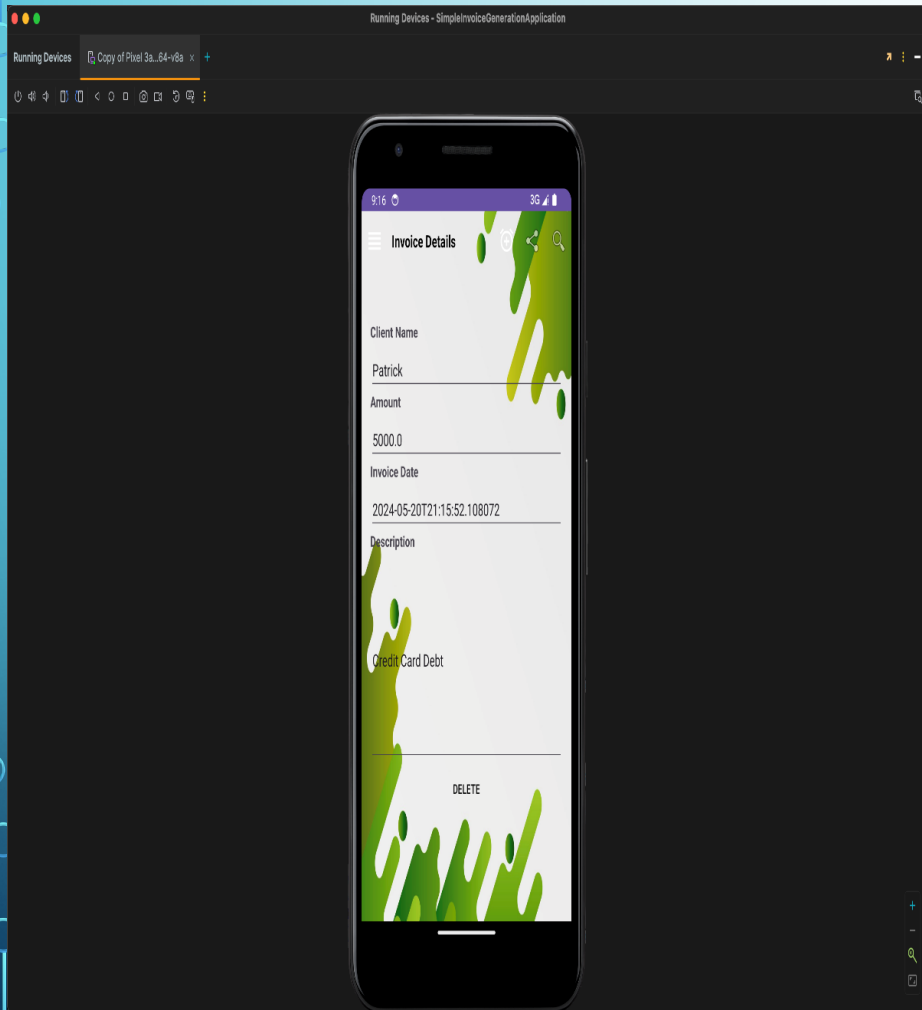 Running Devices - SimpleInvoiceGenerationApplication
Running Devices Copy of Pixel 3a...64-v8a × +
9:16 3G
Invoice Details
Client Name
Patrick
Amount
5000.0
Invoice Date
2024-05-20T21:15:52.108072
Description
Credit Card Debt
DELETE